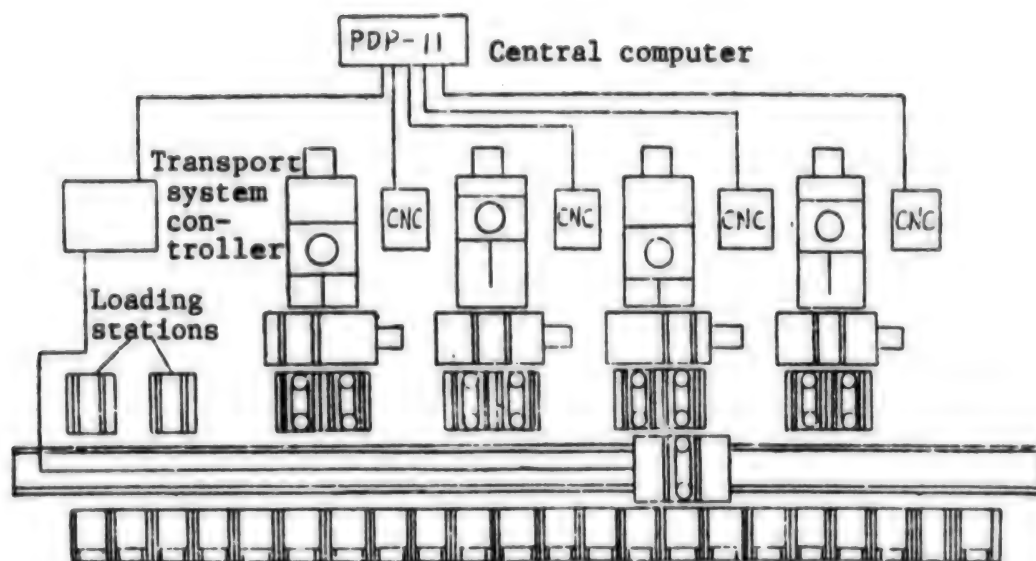 PDP-11
Central computer
Transport
system
con-
troller
CNC
CNC
CNC
CNC
Loading
stations